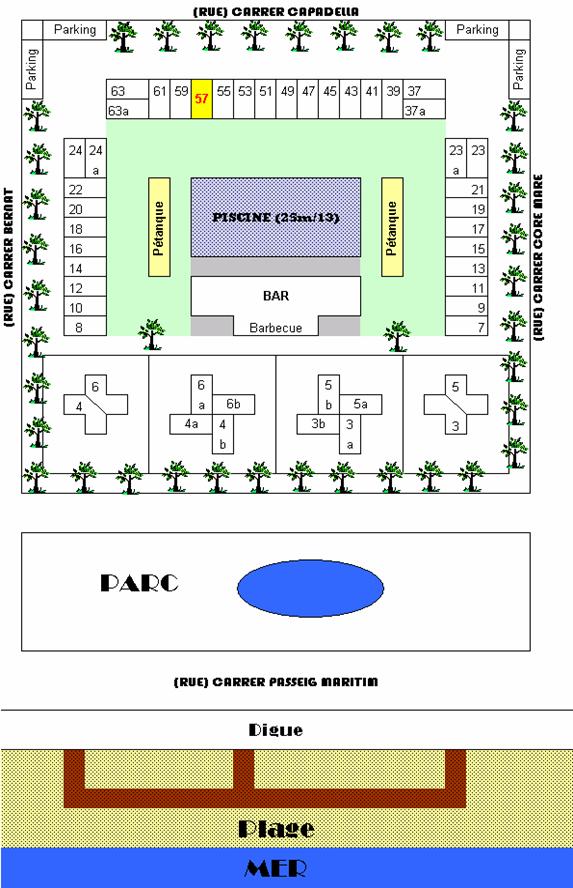 (RUE) CARRER CAPADELLA
Parking
Parking
Parking
Parking
63 61 59 57 55 53 51 49 47 45 43 41 39 37
63a
37a
24 24 a
23 a 23
22
20
18
16
14
12
10
8
21
19
17
15
13
11
9
7
(RUE) CARRER BERNAT
(RUE) CARRER CORE MARE
Pétanque
PISCINE (25m/13)
Pétanque
BAR
Barbecue
6
4
6 a
6b
4a
4 b
5 b
5a
3b
3 a
5
3
PARC
(RUE) CARRER PASSEIG MARITIM
Digue
Plage
MER